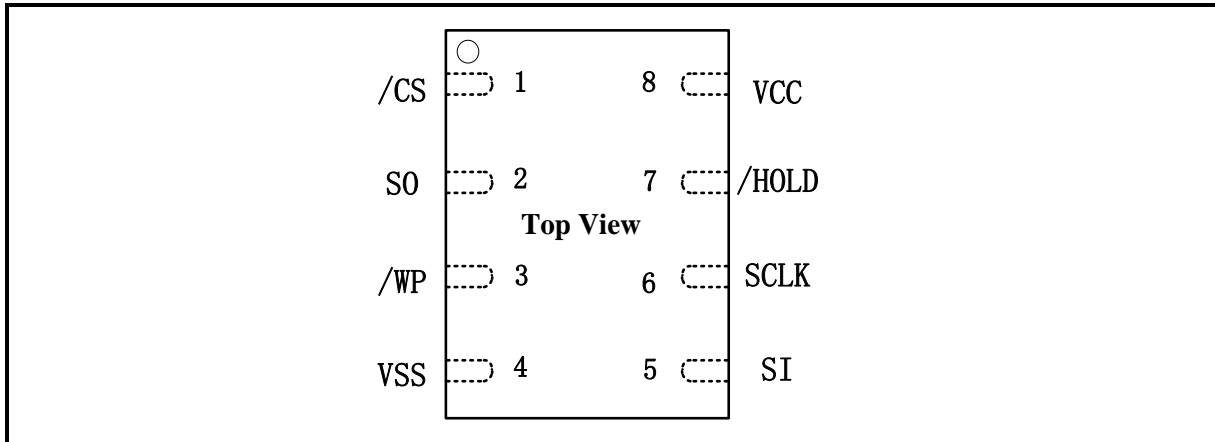 /CS 1 8 VCC
SO 2 7 /HOLD
Top View
/WP 3 6 SCLK
VSS 4 5 SI